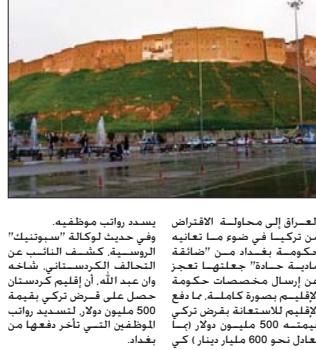 العراق إلى محاولة الاقتراض
من تركيا في ضوء ما تعانيه
حكومة بغداد من "ضائقة
مادية حادة" جعلتها تعجز
عن إرسال مخصصات حكومة
الإقليم بصورة كاملة، ما دفع
الإقليم للاستعانة بقرض تركي
قيمته 500 مليون دولار (بما
يعادل نحو 600 مليار دينار) كي
يسدد رواتب موظفيه.
وفي حديث لوكالة "سبوتنيك"
الروسية، كشف النائب عن
التحالف الكردستاني، شاخه
وان عبد الله، أن إقليم كردستان
حصل على قرض تركي بقيمة
500 مليون دولار، لتسديد رواتب
الموظفين التي تأخر دفعها من
بغداد.